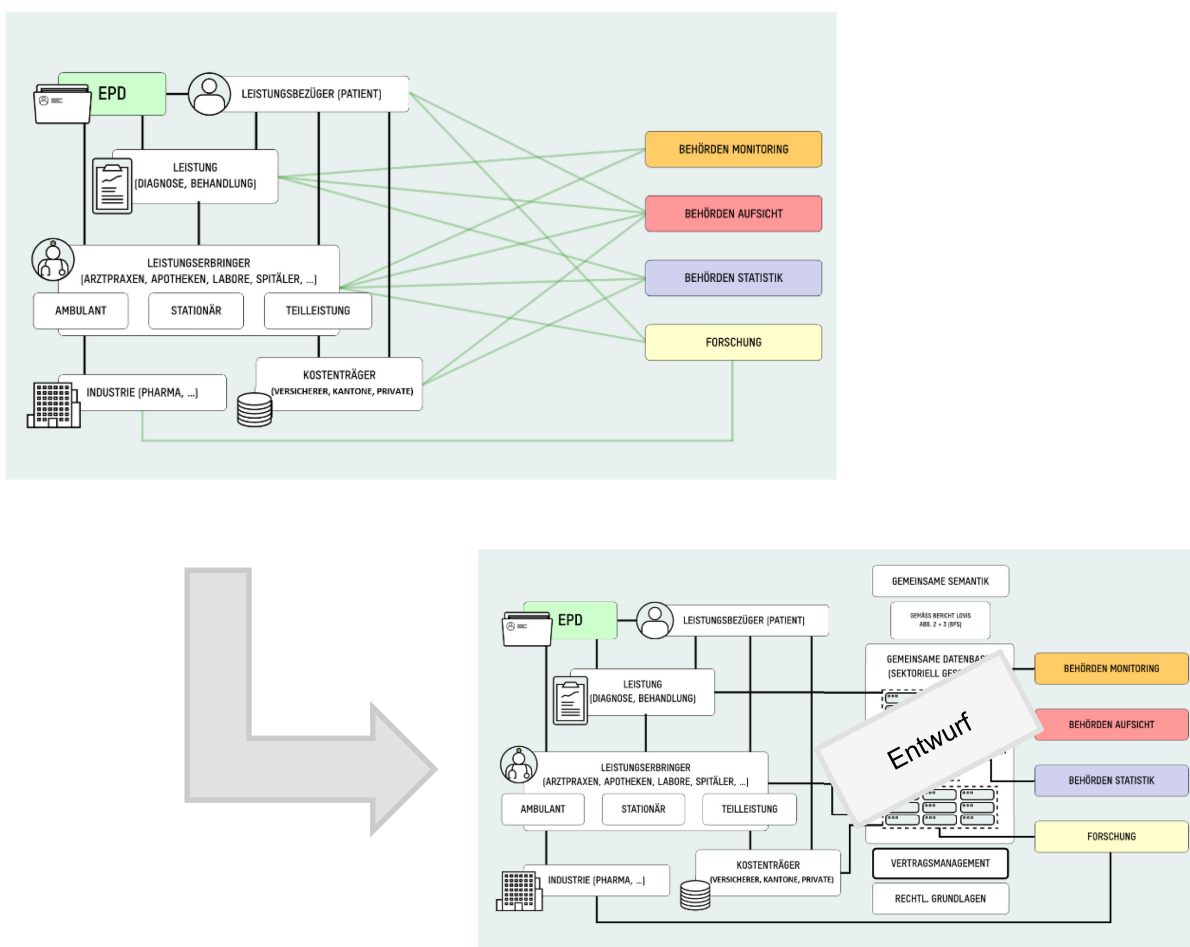 EPD
LEISTUNGSBEZÜGER (PATIENT)
LEISTUNG
(DIAGNOSE, BEHANDLUNG)
BEHÖRDEN MONITORING
BEHÖRDEN AUFSICHT
LEISTUNGSERBRINGER
(ARZTPRAXEN, APOTHEKEN, LABORE, SPITÄLER, ...)
BEHÖRDEN STATISTIK
AMBULANT
STATIONÄR
TEILLEISTUNG
FORSCHUNG
KOSTENTRÄGER
(VERSICHERER, KANTONE, PRIVATE)
INDUSTRIE (PHARMA, ...)
GEMEINSAME SEMANTIK
EPD
LEISTUNGSBEZÜGER (PATIENT)
GEMÄSS BERICHT LOMS
ABB. 2 + 3 (BFS)
GEMEINSAME
(SEKTORIELL
BEHÖRDEN MONITORING
LEISTUNG
(DIAGNOSE, BEHANDLUNG)
Entwurf
BEHÖRDEN AUFSICHT
LEISTUNGSERBRINGER
(ARZTPRAXEN, APOTHEKEN, LABORE, SPITÄLER, ...)
BEHÖRDEN STATISTIK
AMBULANT
STATIONÄR
TEILLEISTUNG
FORSCHUNG
KOSTENTRÄGER
(VERSICHERER, KANTONE, PRIVATE)
VERTRAGSMANAGEMENT
INDUSTRIE (PHARMA, ...)
RECHTL. GRUNDLAGEN